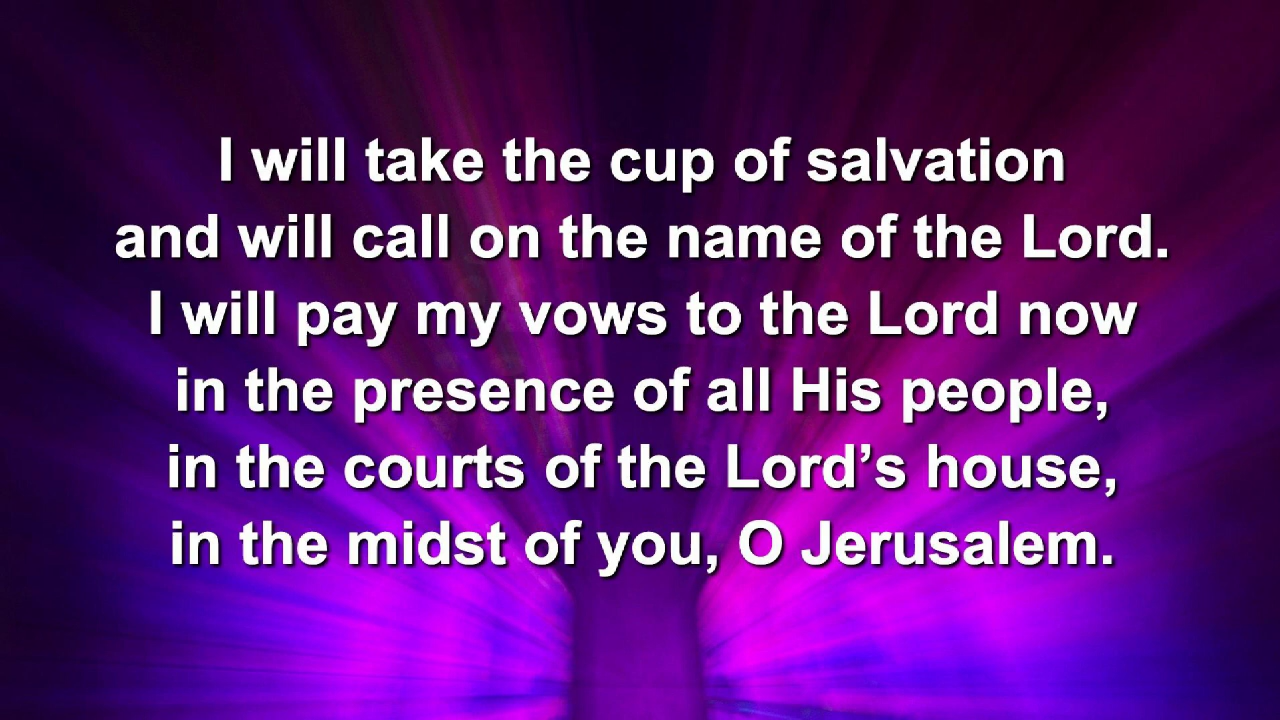 I will take the cup of salvation
and will call on the name of the Lord.
I will pay my vows to the Lord now
in the presence of all His people,
in the courts of the Lord’s house,
in the midst of you, O Jerusalem.